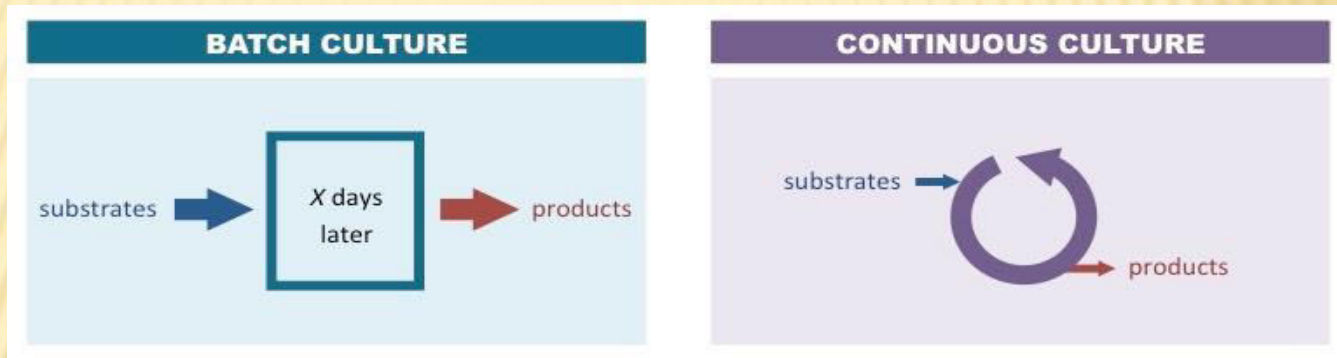 BATCH CULTURE
substrates
X days
later
products
CONTINUOUS CULTURE
substrates
products